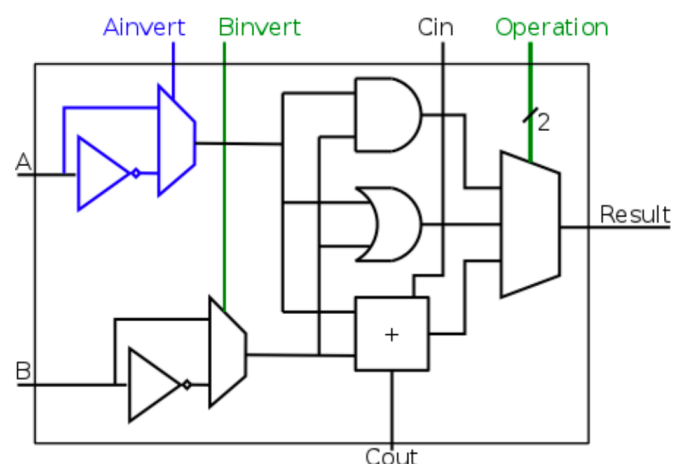 Ainvert
Binvert
Cin
Operation
2
A
Result
+
B
Cout